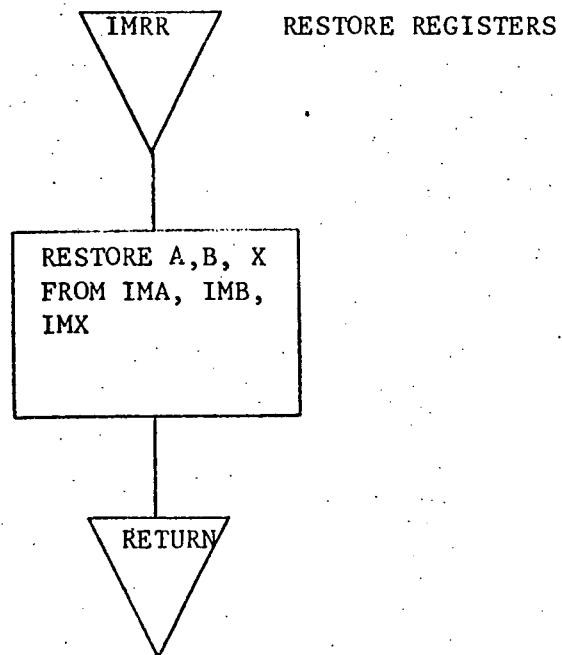 IMRR
RESTORE REGISTERS
RESTORE A,B, X
FROM IMA, IMB,
IMX
RETURN